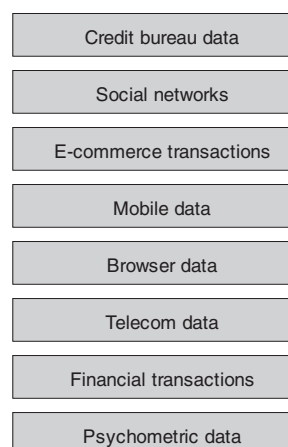 Credit bureau data
Social networks
E-commerce transactions
Mobile data
Browser data
Telecom data
Financial transactions
Psychometric data